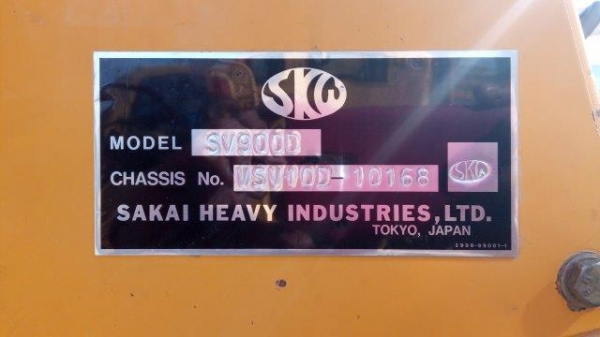 SKW
MODEL SV900D
CHASSIS No. VSV10D-10168 SKW
SAKAI HEAVY INDUSTRIES, LTD.
TOKYO, JAPAN